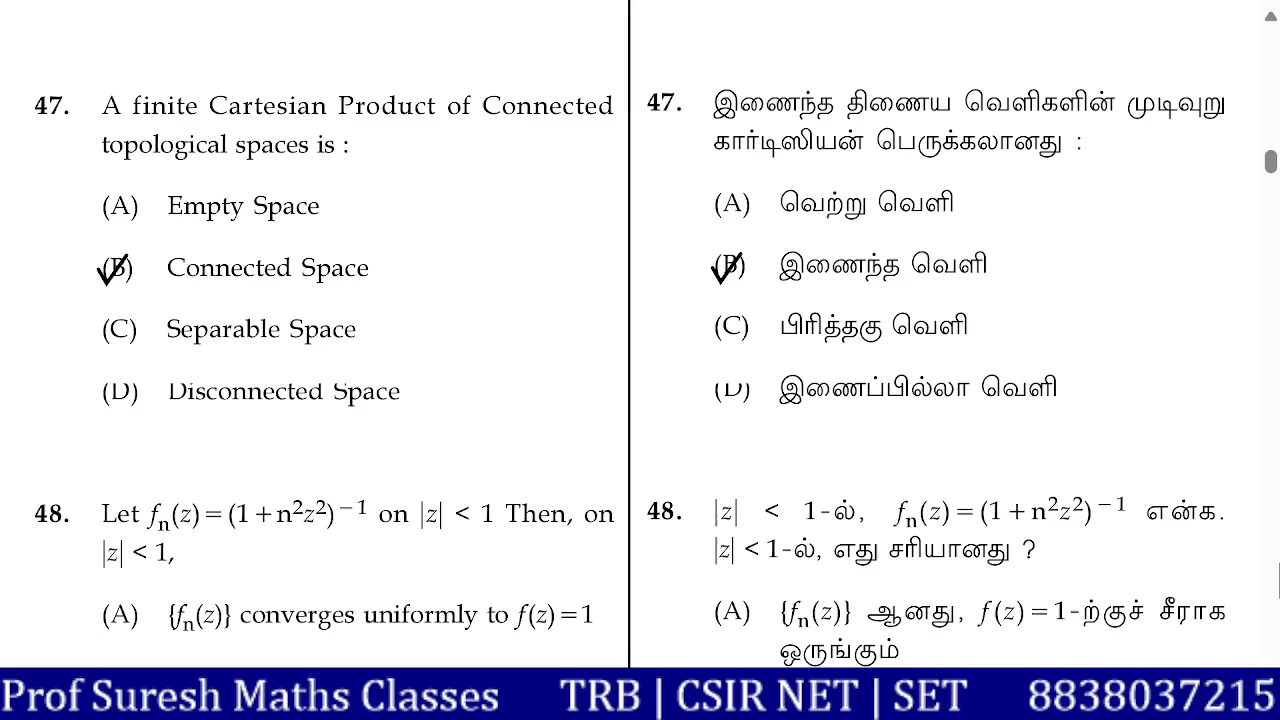 47. A finite Cartesian Product of Connected
topological spaces is :
(A) Empty Space
(B) Connected Space
(C) Separable Space
(D) Disconnected Space
48. Let fₙ(z) = (1 + n²z²)⁻¹ on |z| < 1 Then, on
|z| < 1,
(A) {fₙ(z)} converges uniformly to f(z) = 1
47. இணைந்த திணைய வெளிகளின் முடிவுறு
கார்டிஸியன் பெருக்கலானது :
(A) வெற்று வெளி
(B) இணைந்த வெளி
(C) பிரித்தகு வெளி
(D) இணைப்பில்லா வெளி
48. |z| < 1-ல், fₙ(z) = (1 + n²z²)⁻¹ என்க.
|z| < 1-ல், எது சரியானது ?
(A) {fₙ(z)} ஆனது, f(z) = 1-ற்குச் சீராக
ஒருங்கும்
Prof Suresh Maths Classes TRB | CSIR NET | SET 8838037215